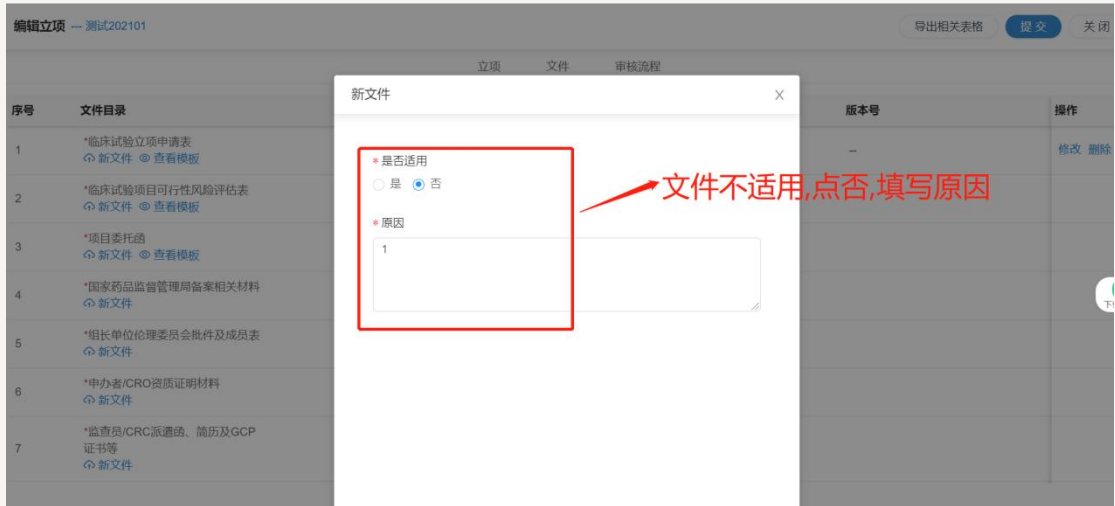 编辑立项 — 测试202101
导出相关表格 提交 关闭
立项 文件 审核流程
新文件
序号 文件目录 版本号 操作
1 *临床试验立项申请表 -- 修改 删除
新文件 查看模板
* 是否适用
是 否
文件不适用,点否,填写原因
2 *临床试验项目可行性风险评估表
新文件 查看模板
* 原因
1
3 *项目委托函
新文件 查看模板
4 *国家药品监督管理局备案相关材料
新文件
5 *组长单位伦理委员会批件及成员表
新文件
6 *申办者/CRO资质证明材料
新文件
7 *监查员/CRC派遣函、简历及GCP
证书等
新文件